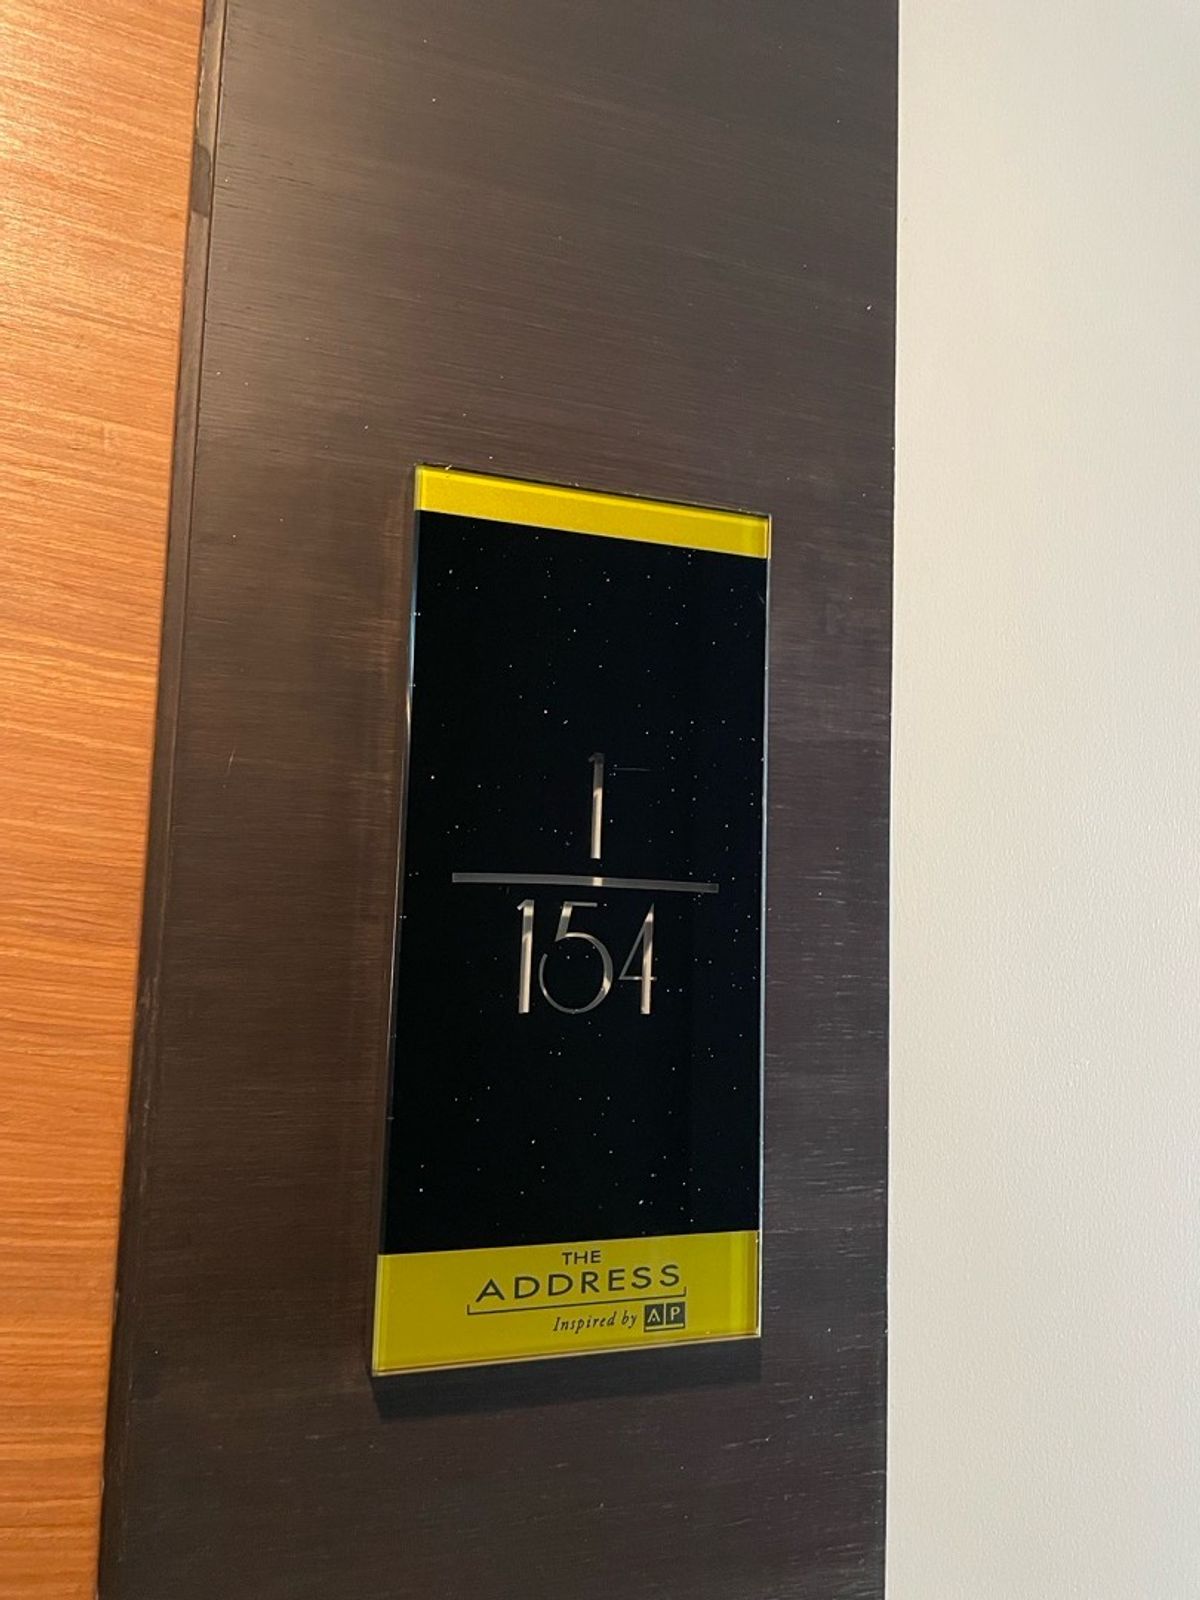 1
154
THE
ADDRESS
Inspired by AP